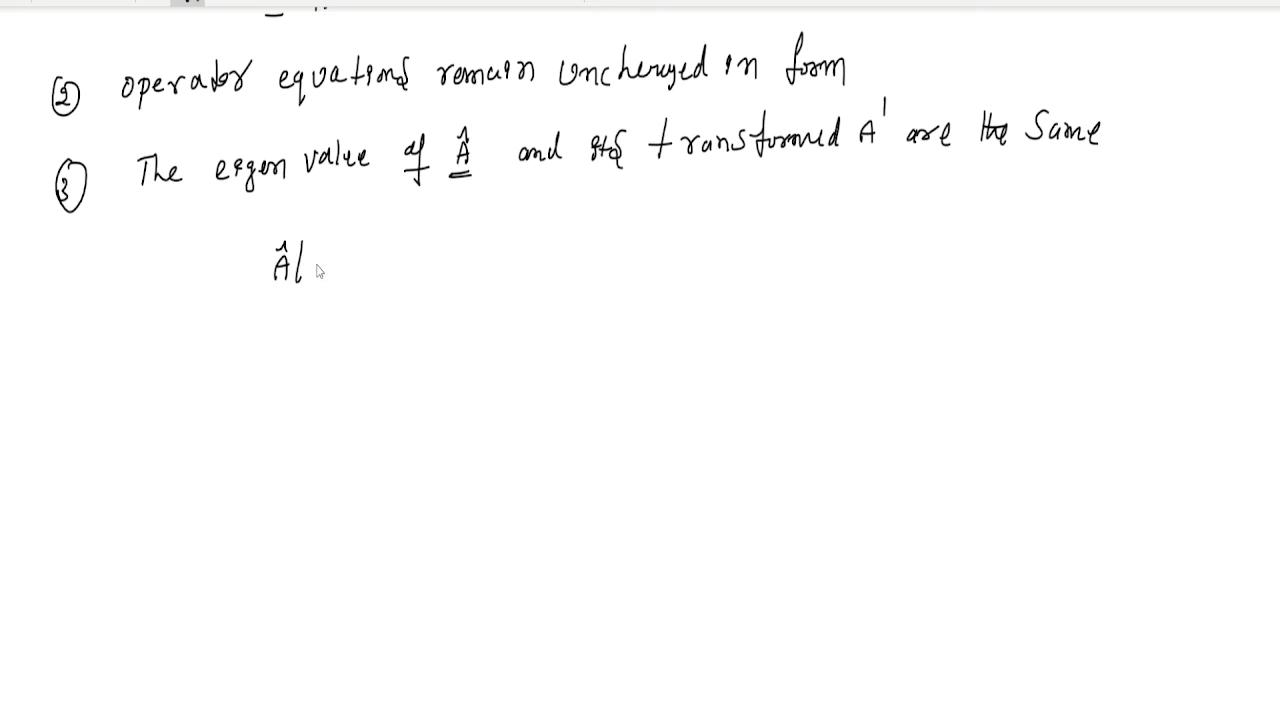 ② operator equations remain unchanged in form
③ The eigen value of Â and its transformed A' are the same
Â|